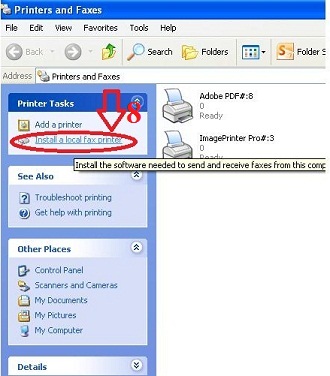 Printers and Faxes
File Edit View Favorites Tools Help
Back Search Folders Folder S
Address Printers and Faxes
Printer Tasks
Add a printer
Install a local fax printer
8
See Also
Troubleshoot printing
Get help with printing
Other Places
Control Panel
Scanners and Cameras
My Documents
My Pictures
My Computer
Details
Adobe PDF#:8
0
Ready
ImagePrinter Pro#:3
0
Ready
Install the software needed to send and receive faxes from this comp